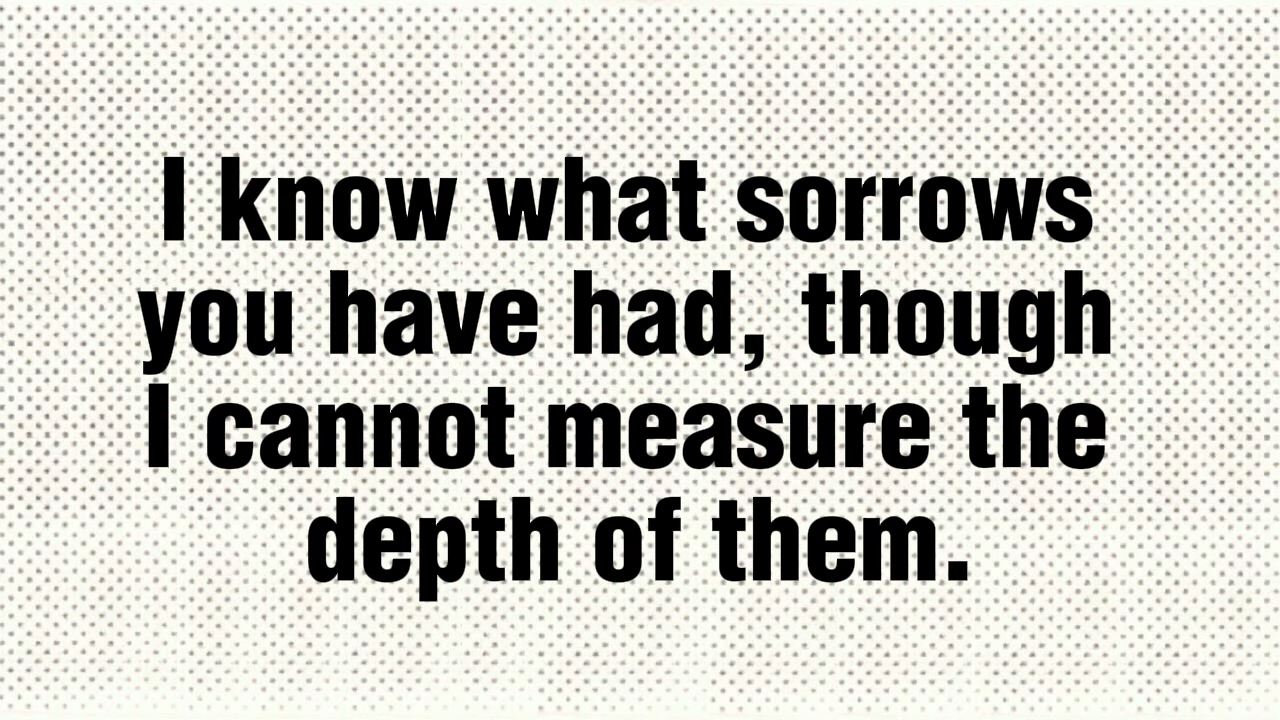 I know what sorrows
you have had, though
I cannot measure the
depth of them.